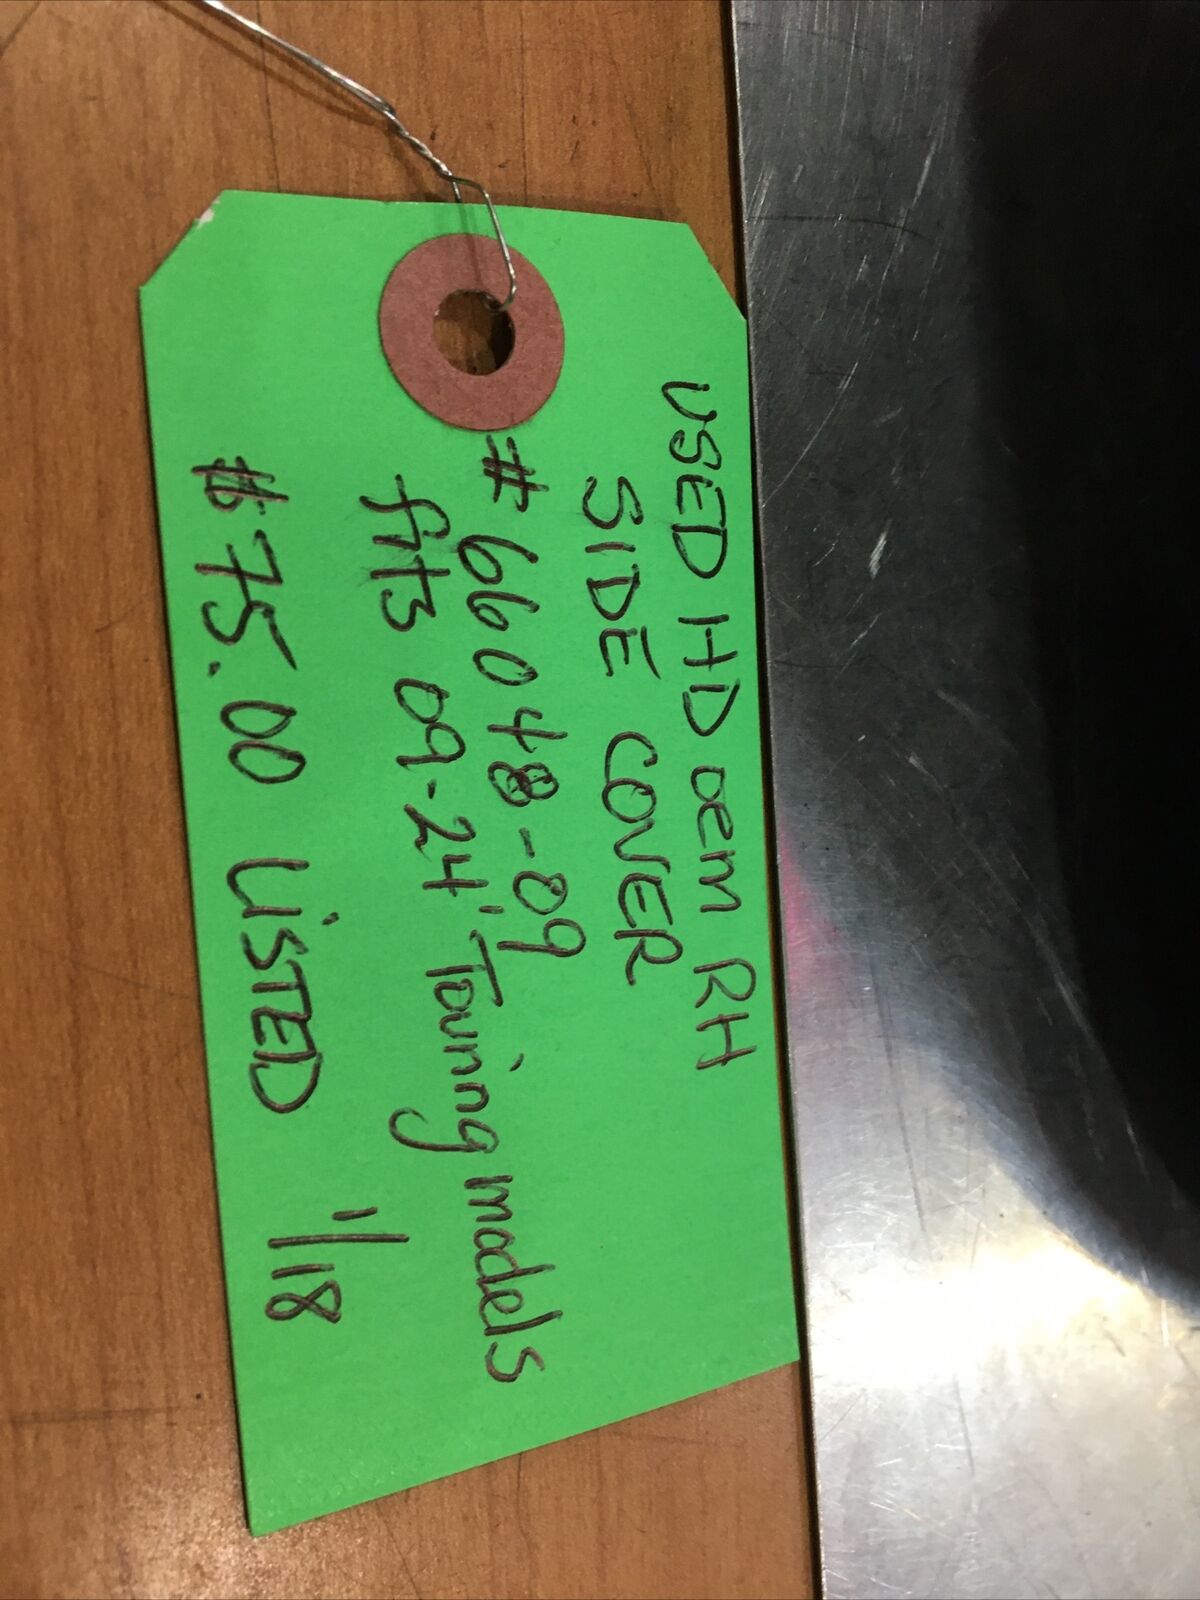 USED HD oem RH
SIDE COVER
# 66048-09
fits 09-24' Touring models
$75.00 LISTED 1/18